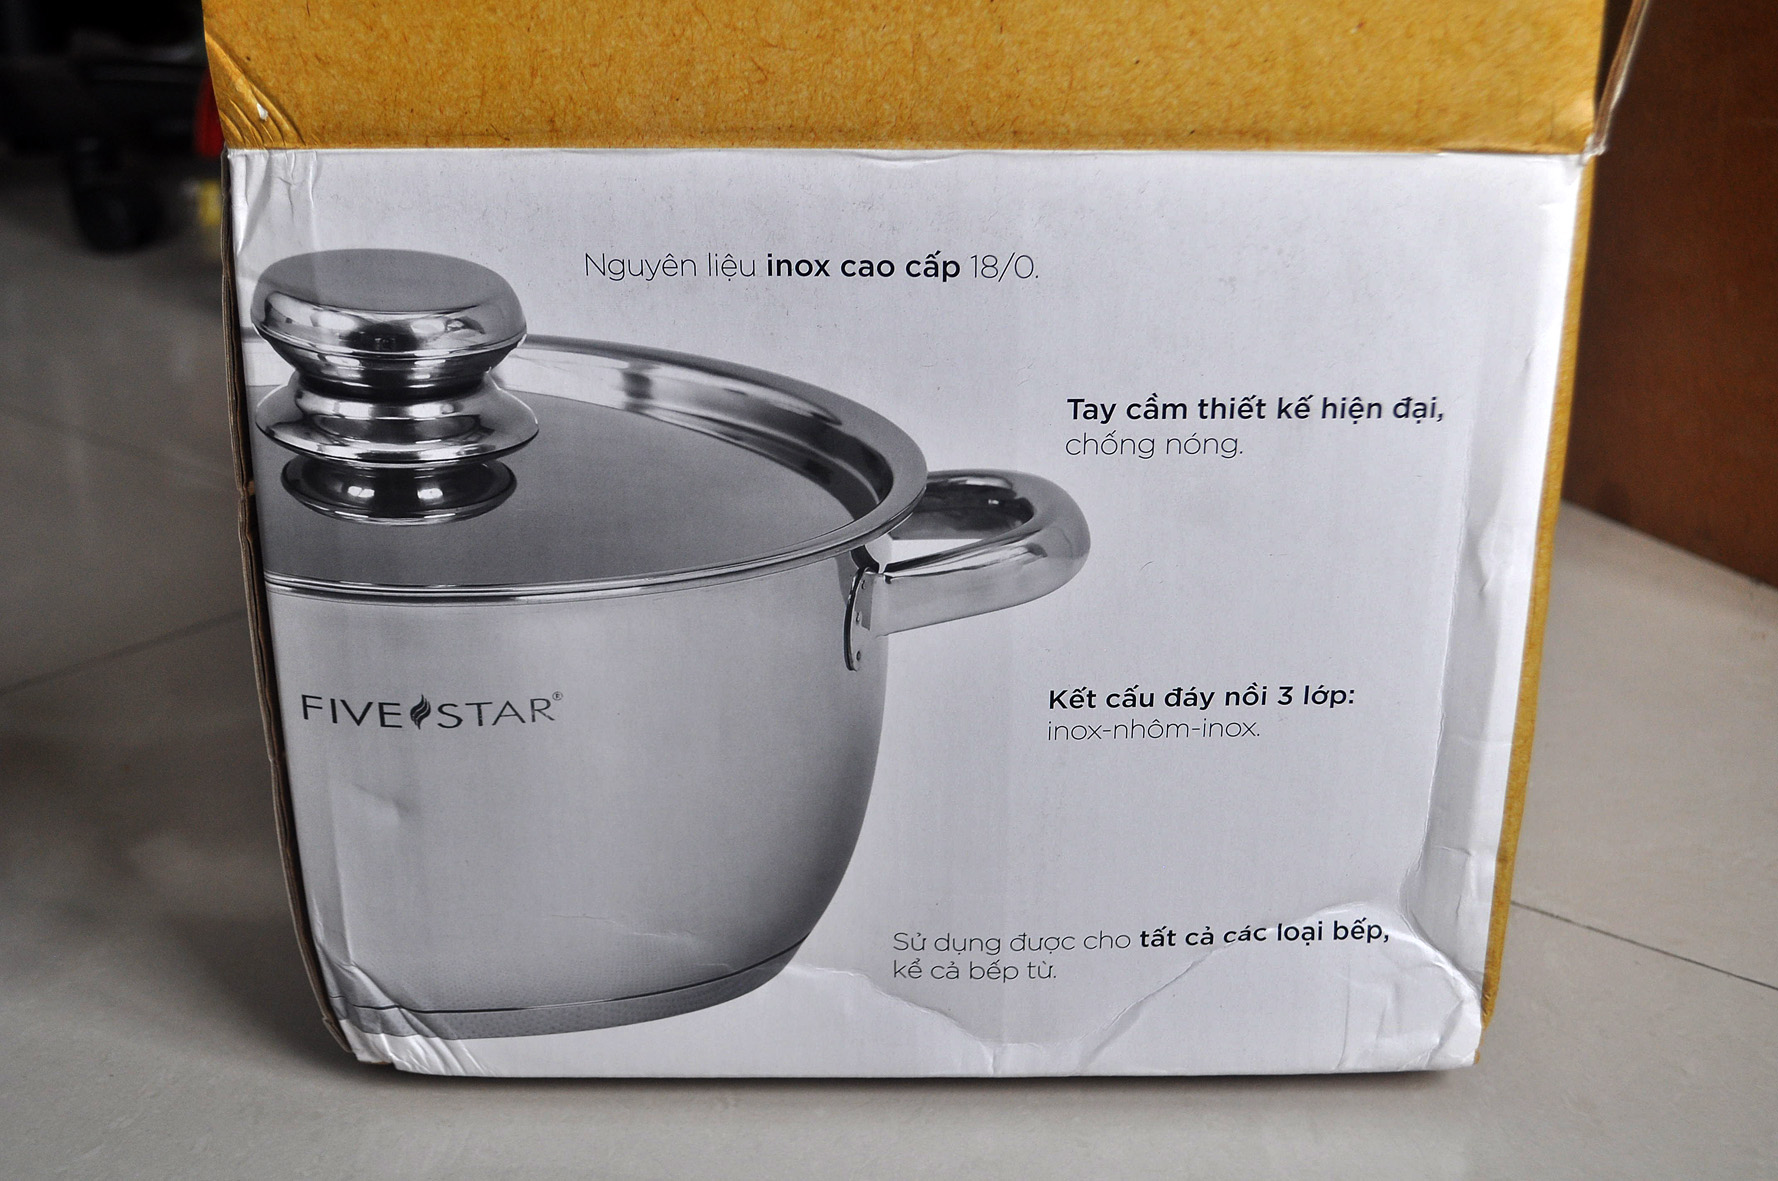 Nguyên liệu inox cao cấp 18/0.
Tay cầm thiết kế hiện đại,
chống nóng.
FIVE STAR®
Kết cấu đáy nồi 3 lớp:
inox-nhôm-inox.
Sử dụng được cho tất cả các loại bếp,
kể cả bếp từ.